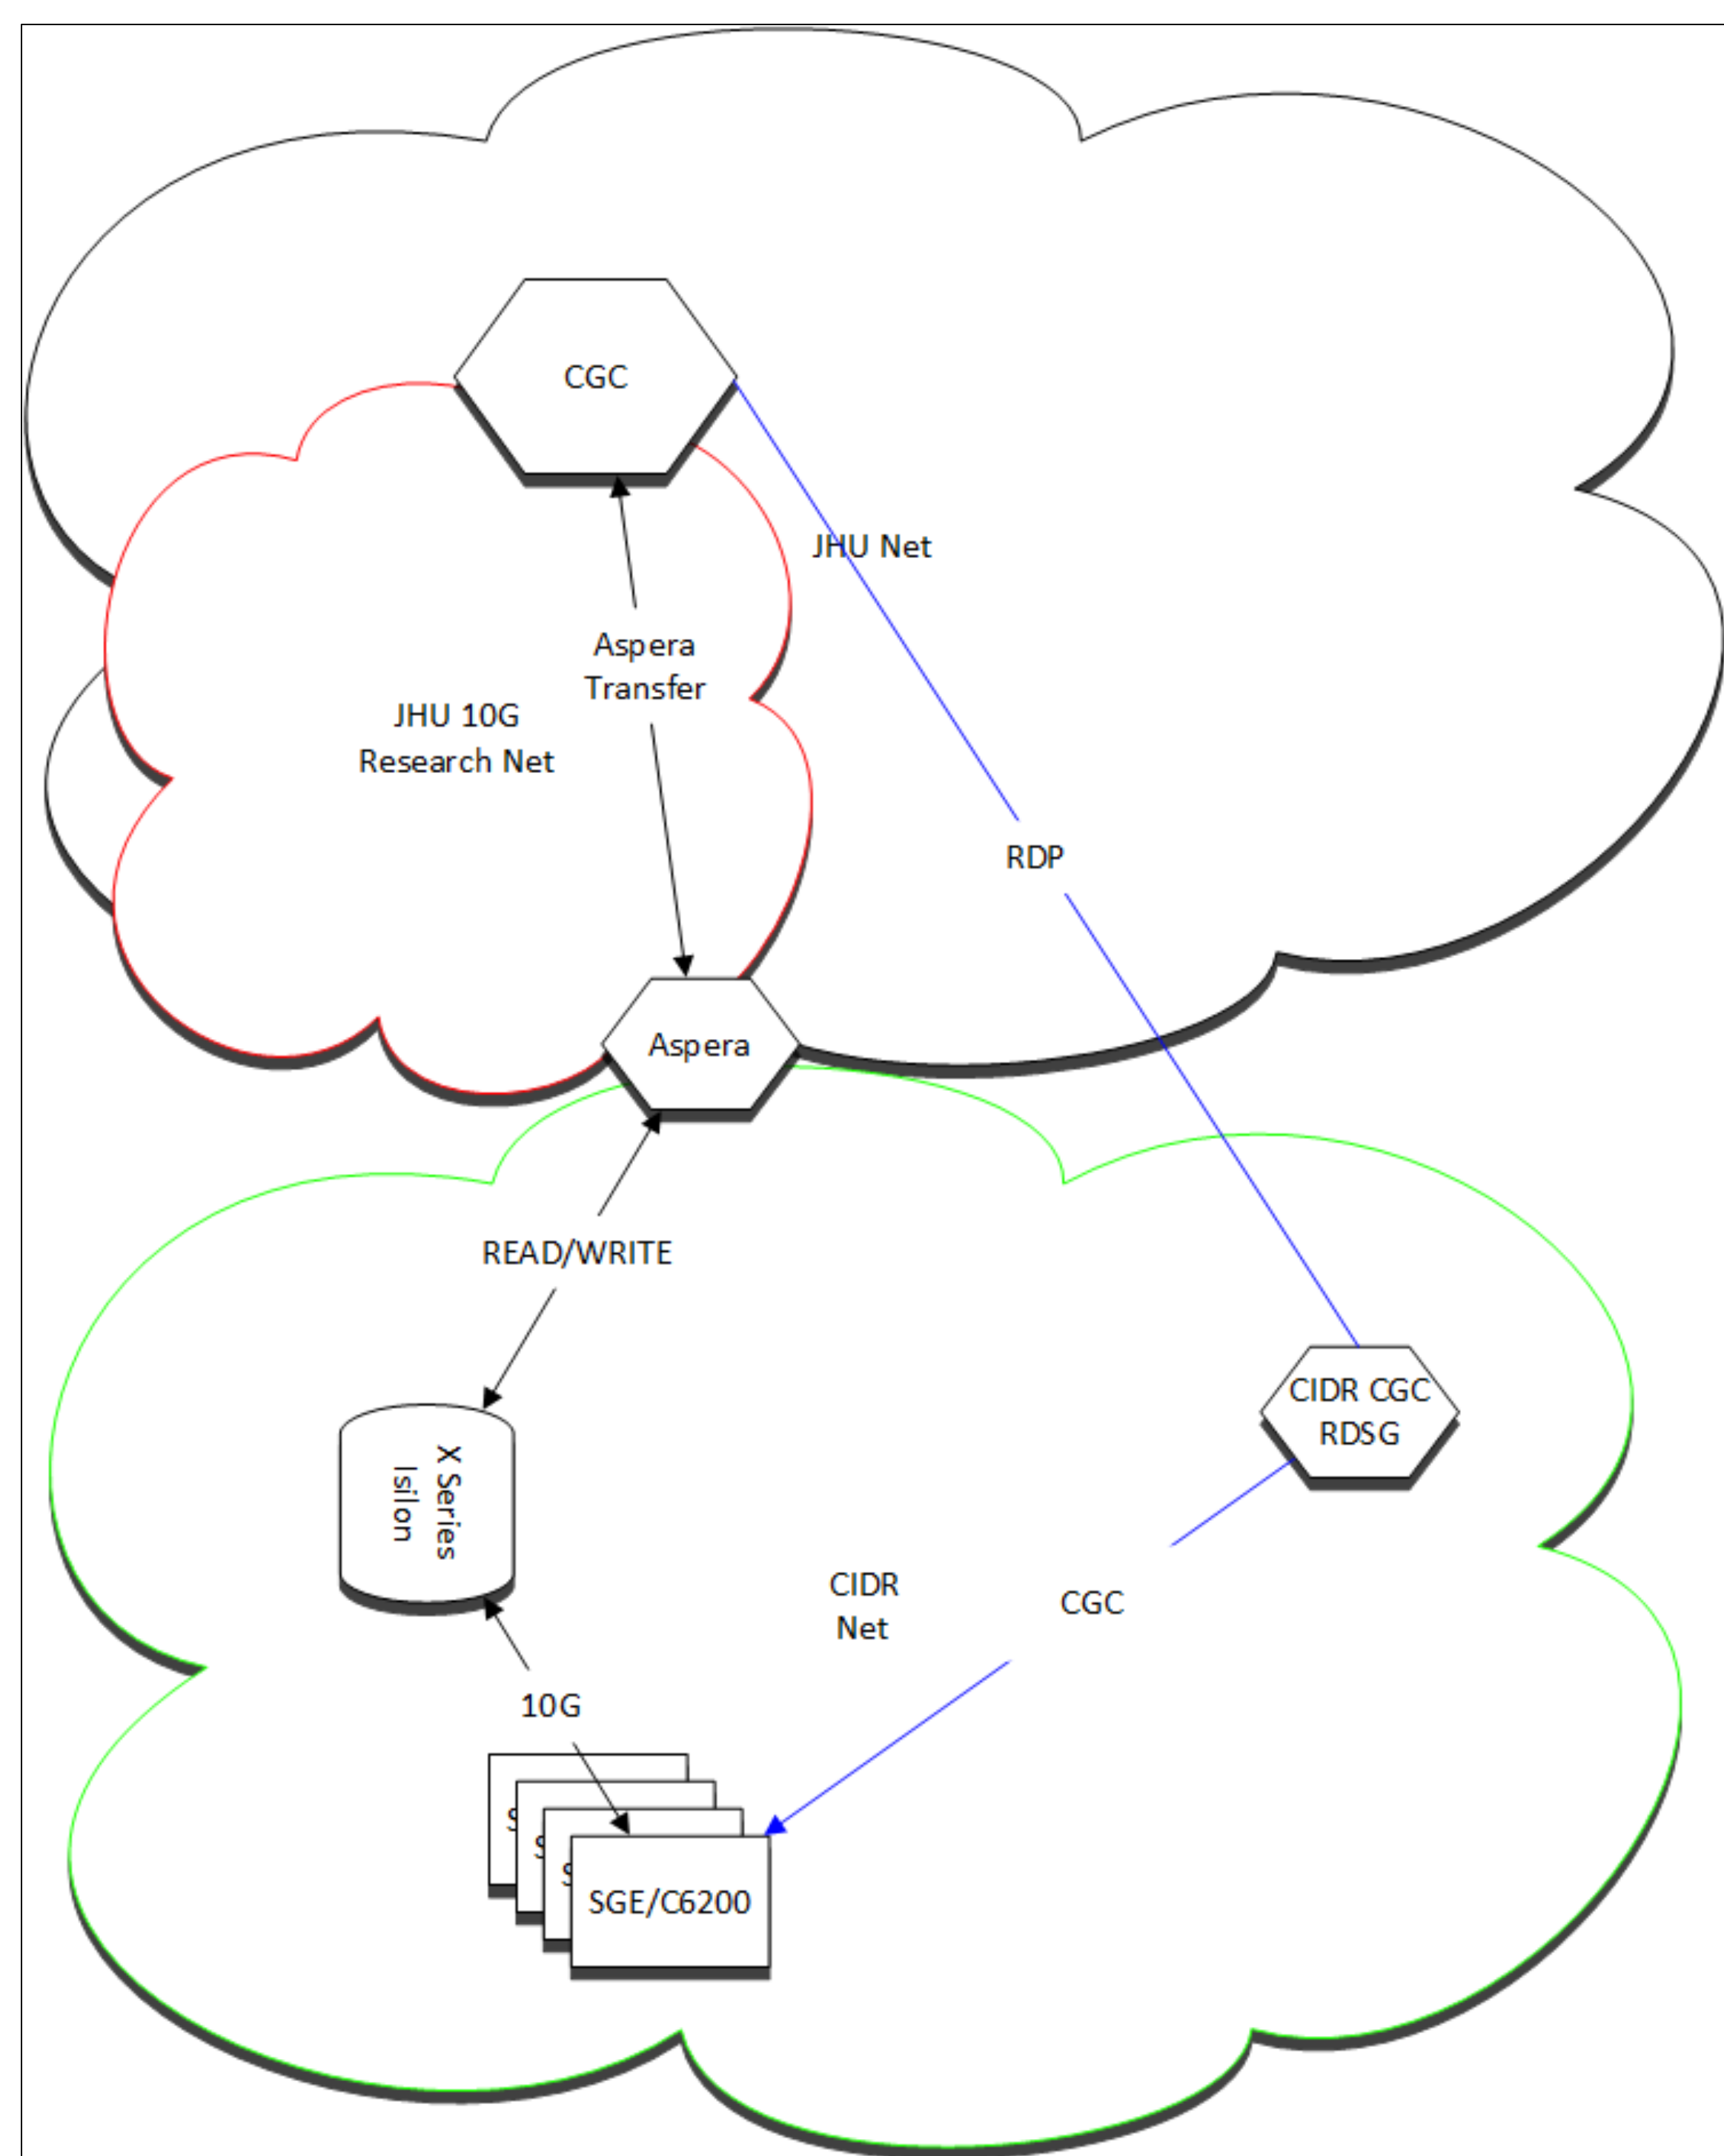 CGC
JHU Net
Aspera
Transfer
JHU 10G
Research Net
RDP
Aspera
READ/WRITE
CIDR CGC
RDSG
X Series
Isilon
CIDR
Net
CGC
10G
S
S
S
SGE/C6200